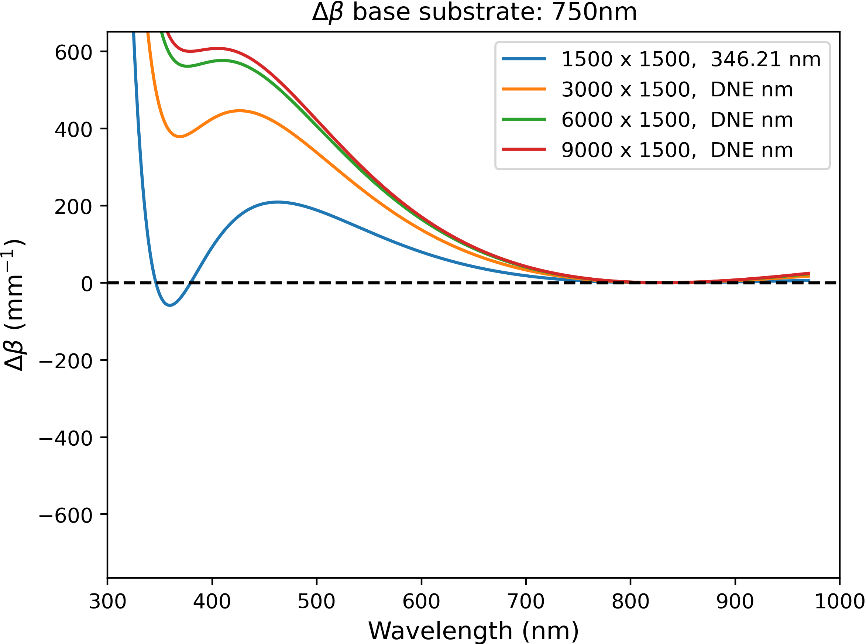 Δβ base substrate: 750nm
1500 x 1500,  346.21 nm
3000 x 1500,  DNE nm
6000 x 1500,  DNE nm
9000 x 1500,  DNE nm
600
400
200
0
−200
−400
−600
Δβ (mm⁻¹)
300 400 500 600 700 800 900 1000
Wavelength (nm)